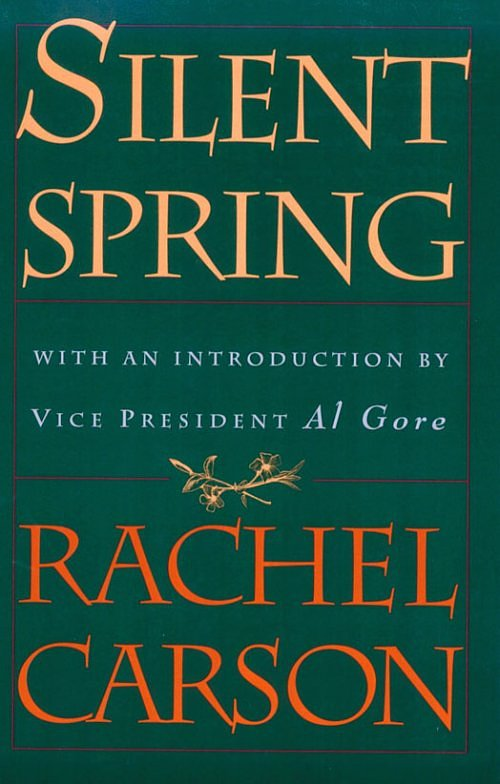 SILENT
SPRING
WITH AN INTRODUCTION BY
VICE PRESIDENT Al Gore
RACHEL
CARSON